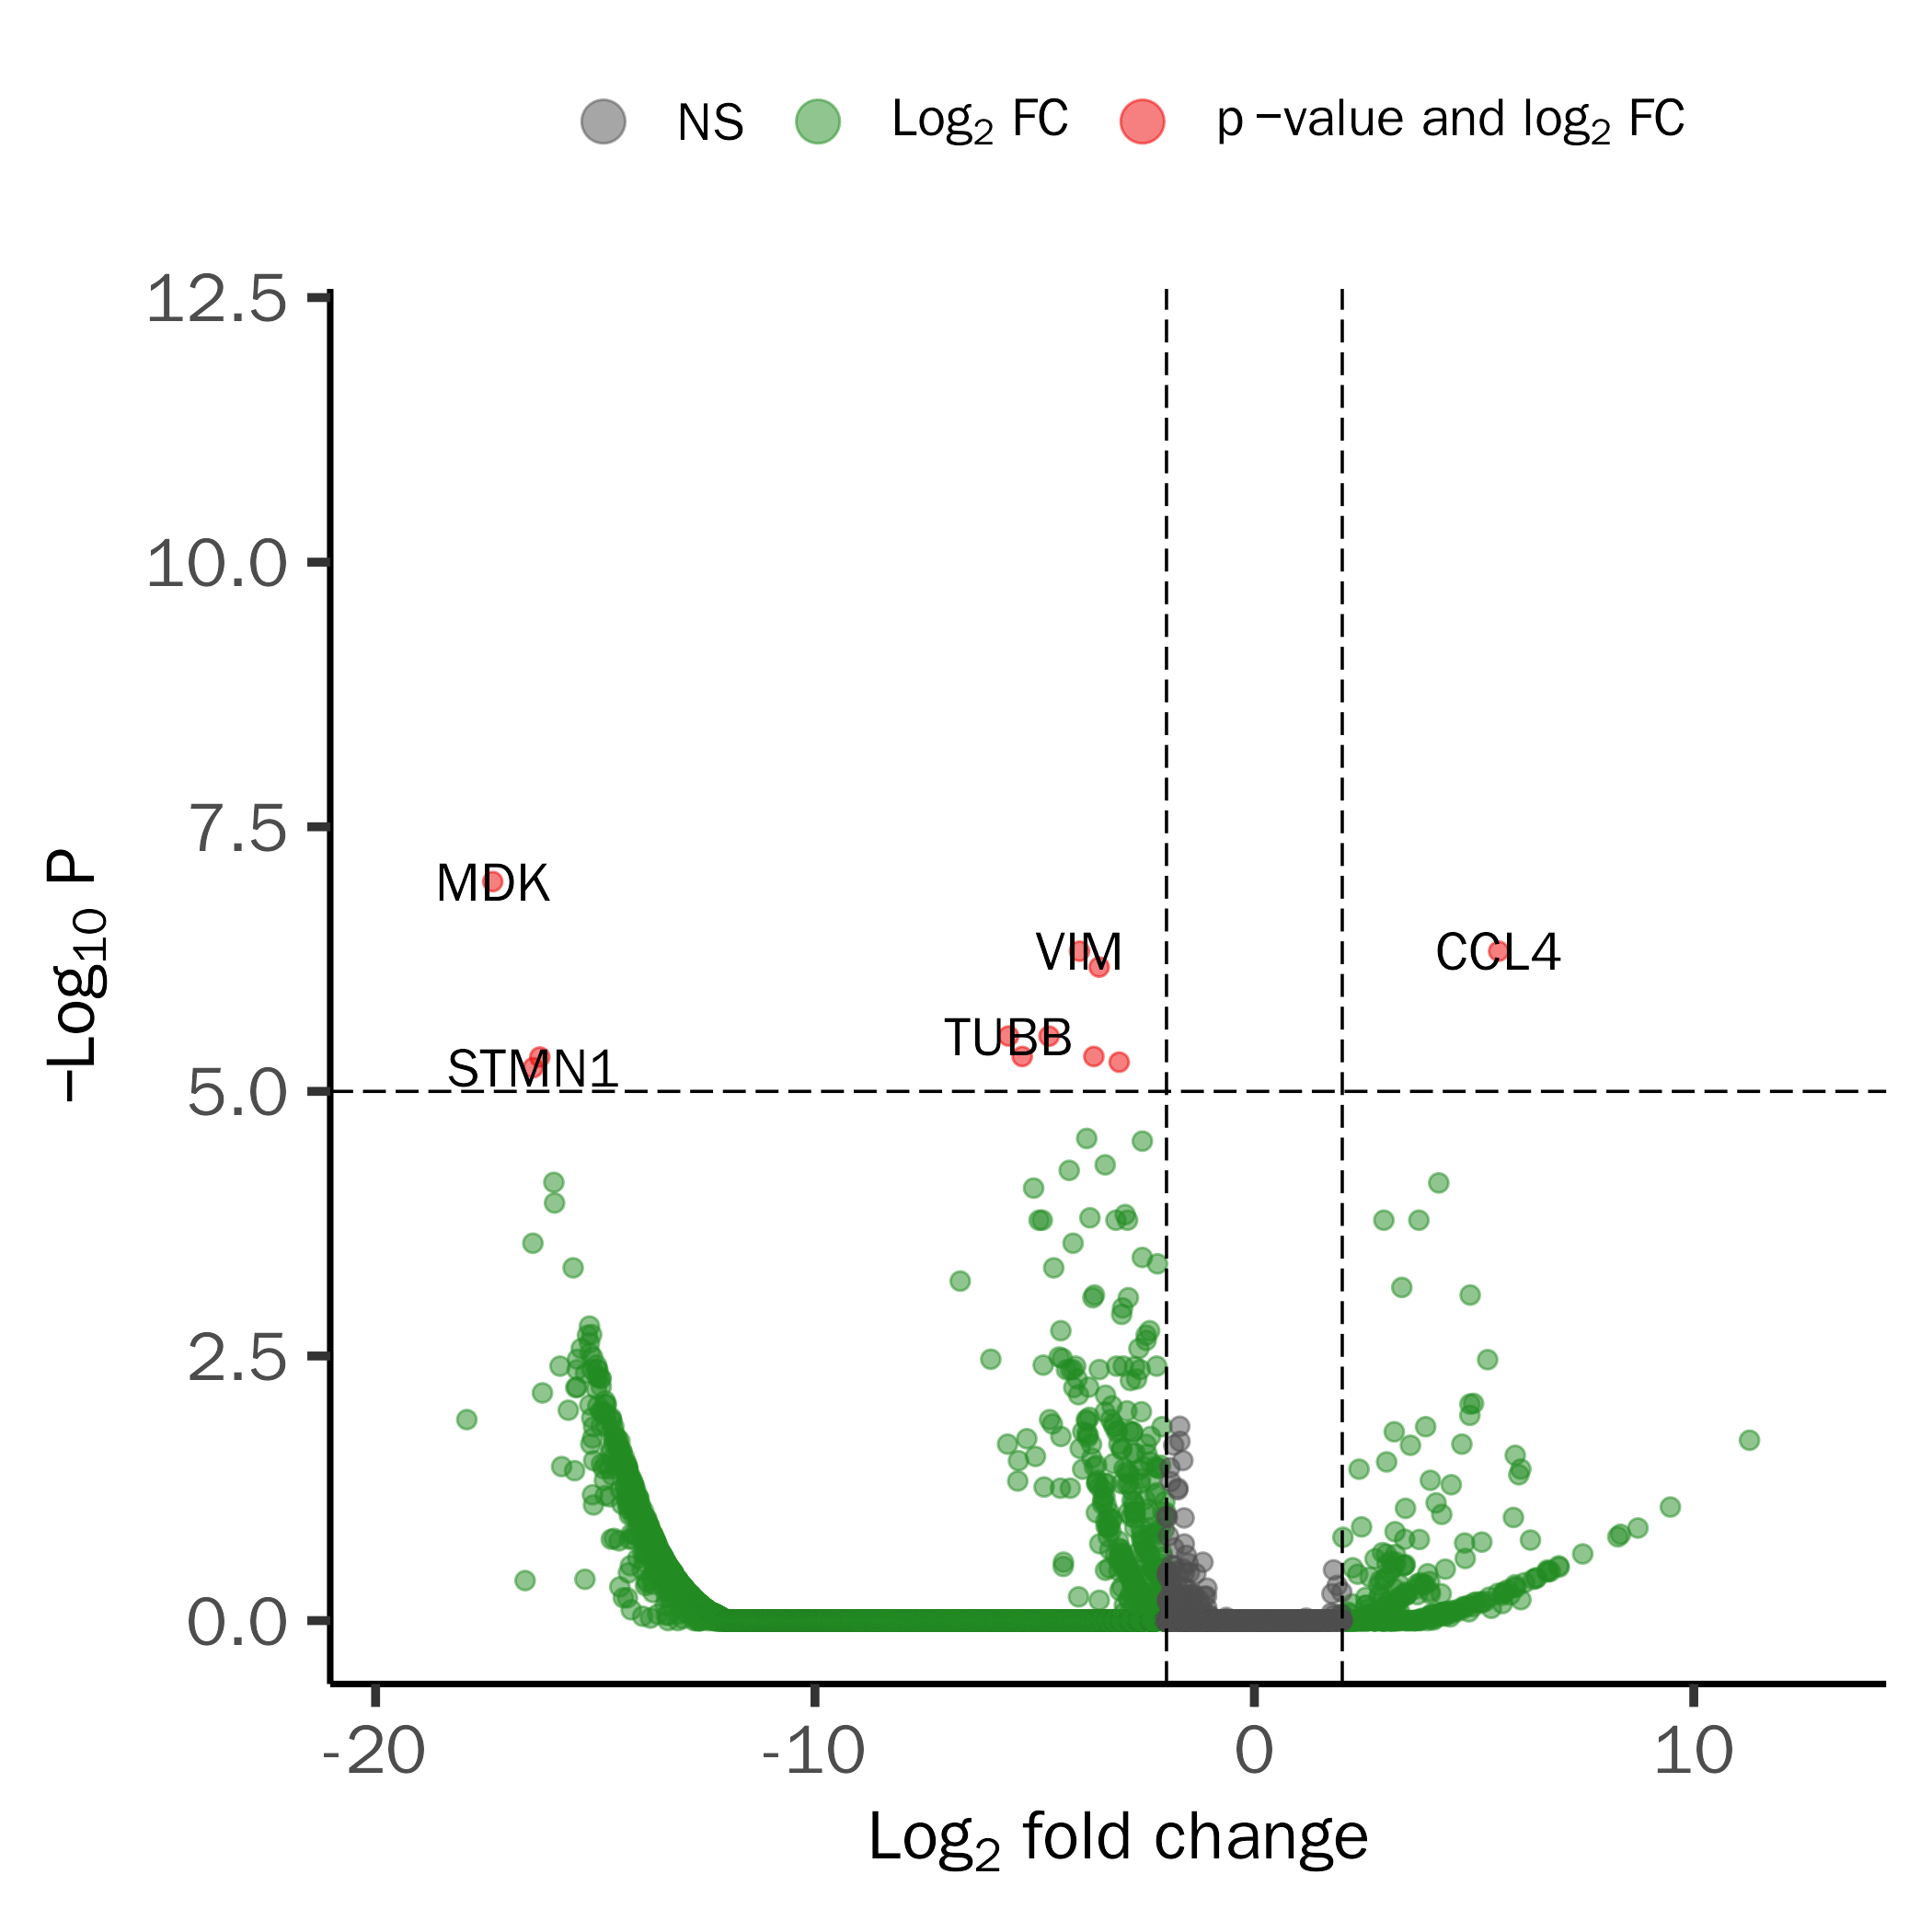 NS Log₂ FC p −value and log₂ FC
12.5
10.0
7.5
5.0
2.5
0.0
−Log₁₀ P
MDK
VIM
CCL4
TUBB
STMN1
-20 -10 0 10
Log₂ fold change